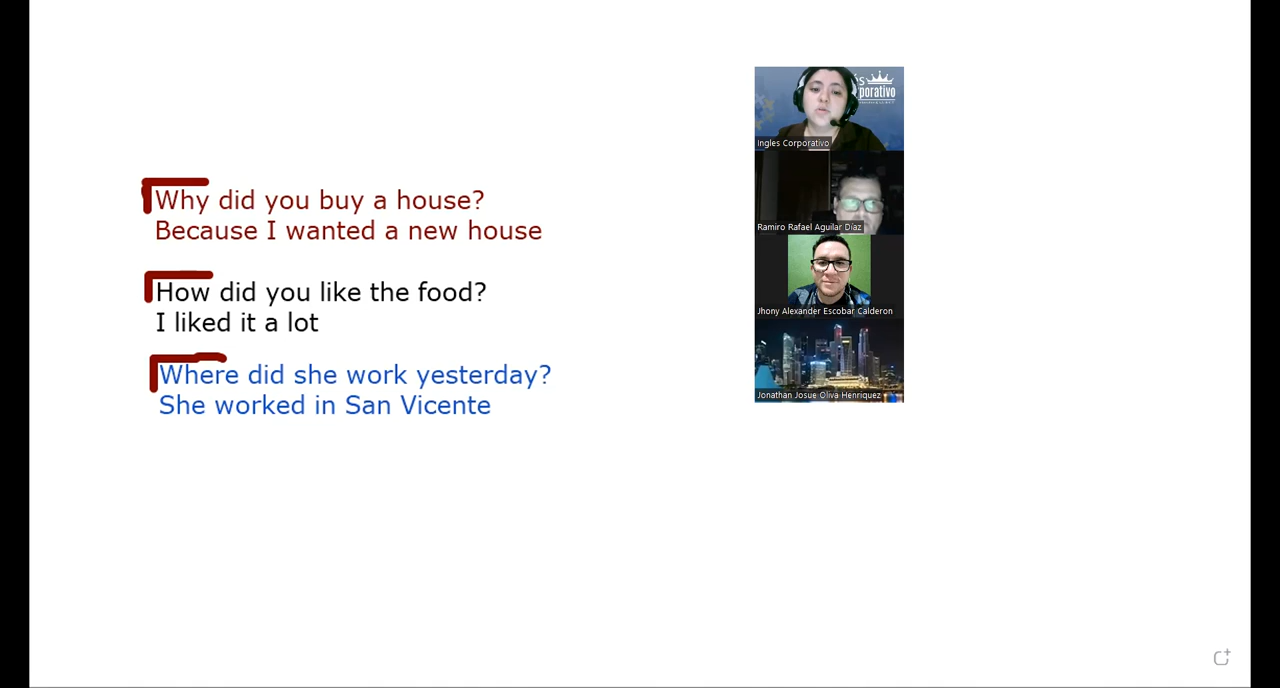 Why did you buy a house?
Because I wanted a new house
How did you like the food?
I liked it a lot
Where did she work yesterday?
She worked in San Vicente
és
porativo
Ingles Corporativo
Ramiro Rafael Aguilar Diaz
Jhony Alexander Escobar Calderon
Jonathan Josue Oliva Henriquez